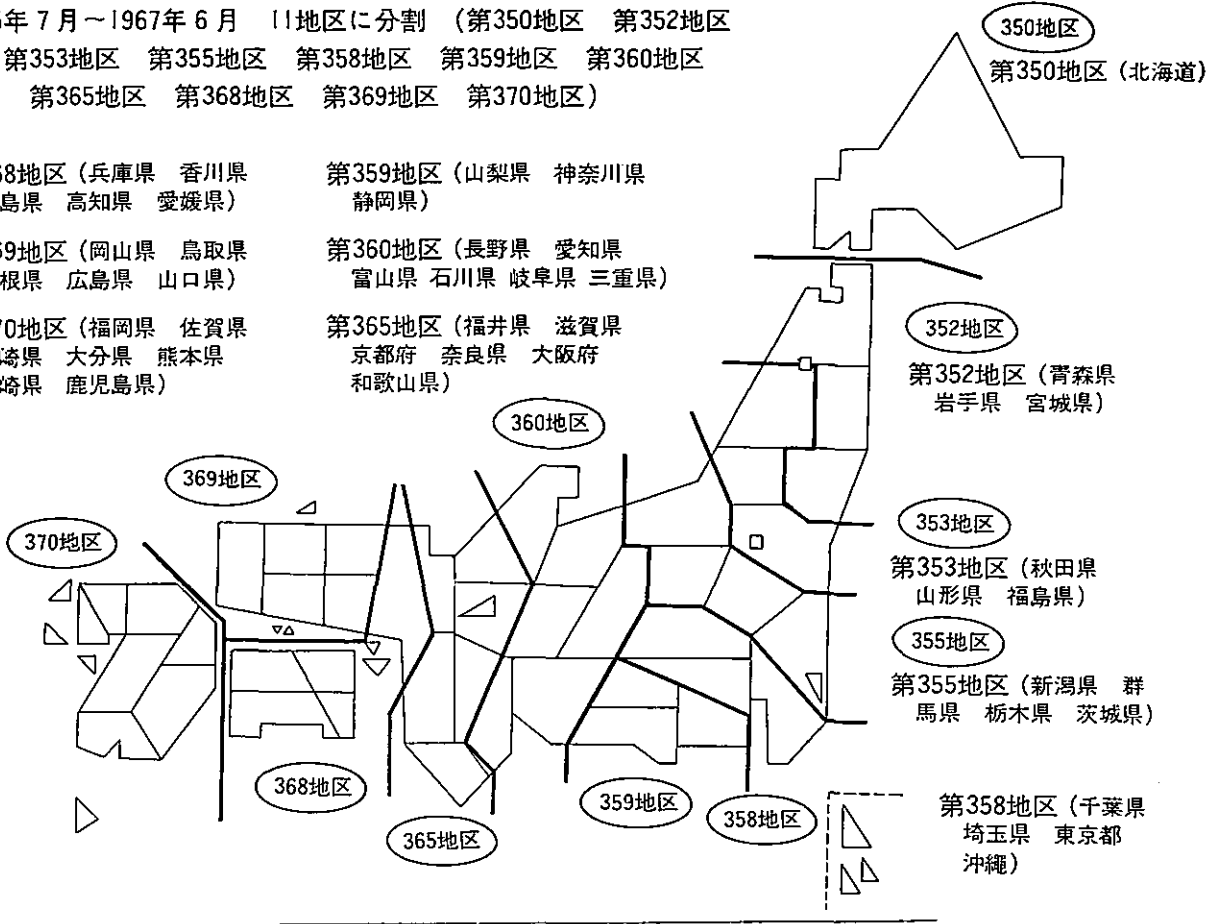 年7月～1967年6月　11地区に分割　(第350地区　第352地区
第353地区　第355地区　第358地区　第359地区　第360地区
第365地区　第368地区　第369地区　第370地区)
350地区
第350地区 (北海道)
8地区 (兵庫県　香川県
島県　高知県　愛媛県)
第359地区 (山梨県　神奈川県
静岡県)
9地区 (岡山県　鳥取県
根県　広島県　山口県)
第360地区 (長野県　愛知県
富山県 石川県 岐阜県 三重県)
0地区 (福岡県　佐賀県
崎県　大分県　熊本県
崎県　鹿児島県)
第365地区 (福井県　滋賀県
京都府　奈良県　大阪府
和歌山県)
352地区
第352地区 (青森県
岩手県　宮城県)
360地区
369地区
370地区
353地区
第353地区 (秋田県
山形県　福島県)
355地区
第355地区 (新潟県　群
馬県　栃木県　茨城県)
368地区
365地区
359地区
358地区
第358地区 (千葉県
埼玉県　東京都
沖縄)